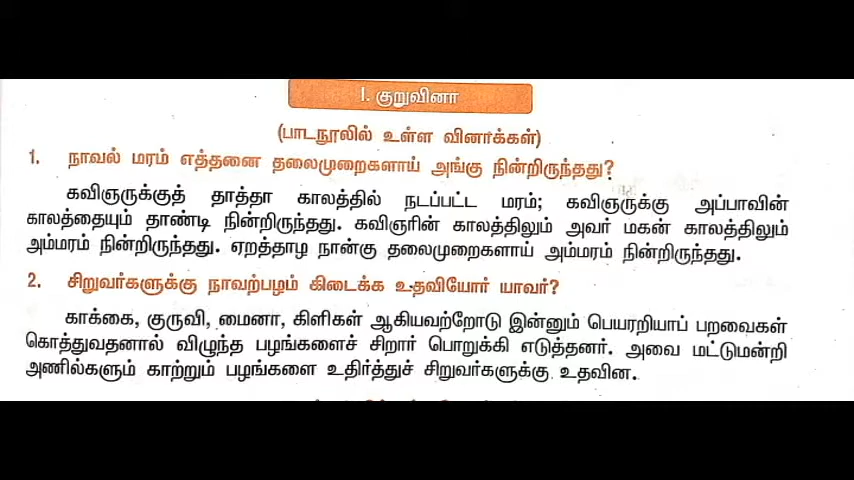 I. குறுவினா
(பாடநூலில் உள்ள வினாக்கள்)
1. நாவல் மரம் எத்தனை தலைமுறைகளாய் அங்கு நின்றிருந்தது?
கவிஞருக்குத் தாத்தா காலத்தில் நடப்பட்ட மரம்; கவிஞருக்கு அப்பாவின்
காலத்தையும் தாண்டி நின்றிருந்தது. கவிஞரின் காலத்திலும் அவர் மகன் காலத்திலும்
அம்மரம் நின்றிருந்தது. ஏறத்தாழ நான்கு தலைமுறைகளாய் அம்மரம் நின்றிருந்தது.
2. சிறுவர்களுக்கு நாவற்பழம் கிடைக்க உதவியோர் யாவர்?
காக்கை, குருவி, மைனா, கிளிகள் ஆகியவற்றோடு இன்னும் பெயரறியாப் பறவைகள்
கொத்துவதனால் விழுந்த பழங்களைச் சிறார் பொறுக்கி எடுத்தனர். அவை மட்டுமன்றி
அணில்களும் காற்றும் பழங்களை உதிர்த்துச் சிறுவர்களுக்கு உதவின.